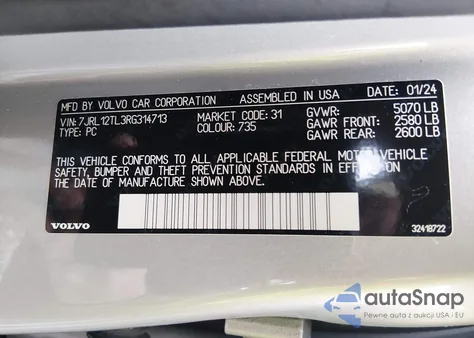 MFD. BY VOLVO CAR CORPORATION ASSEMBLED IN USA DATE: 01/24
VIN: 7JRL12TL3RG314713 MARKET CODE: 31 GVWR: 5070 LB
TYPE: PC COLOUR: 735 GAWR FRONT: 2580 LB
GAWR REAR: 2600 LB
THIS VEHICLE CONFORMS TO ALL APPLICABLE FEDERAL MOTOR VEHICLE
SAFETY, BUMPER AND THEFT PREVENTION STANDARDS IN EFFECT ON
DATE OF MANUFACTURE SHOWN ABOVE.
VOLVO 32418722
autoSnap
Pewne auta z aukcji USA i EU